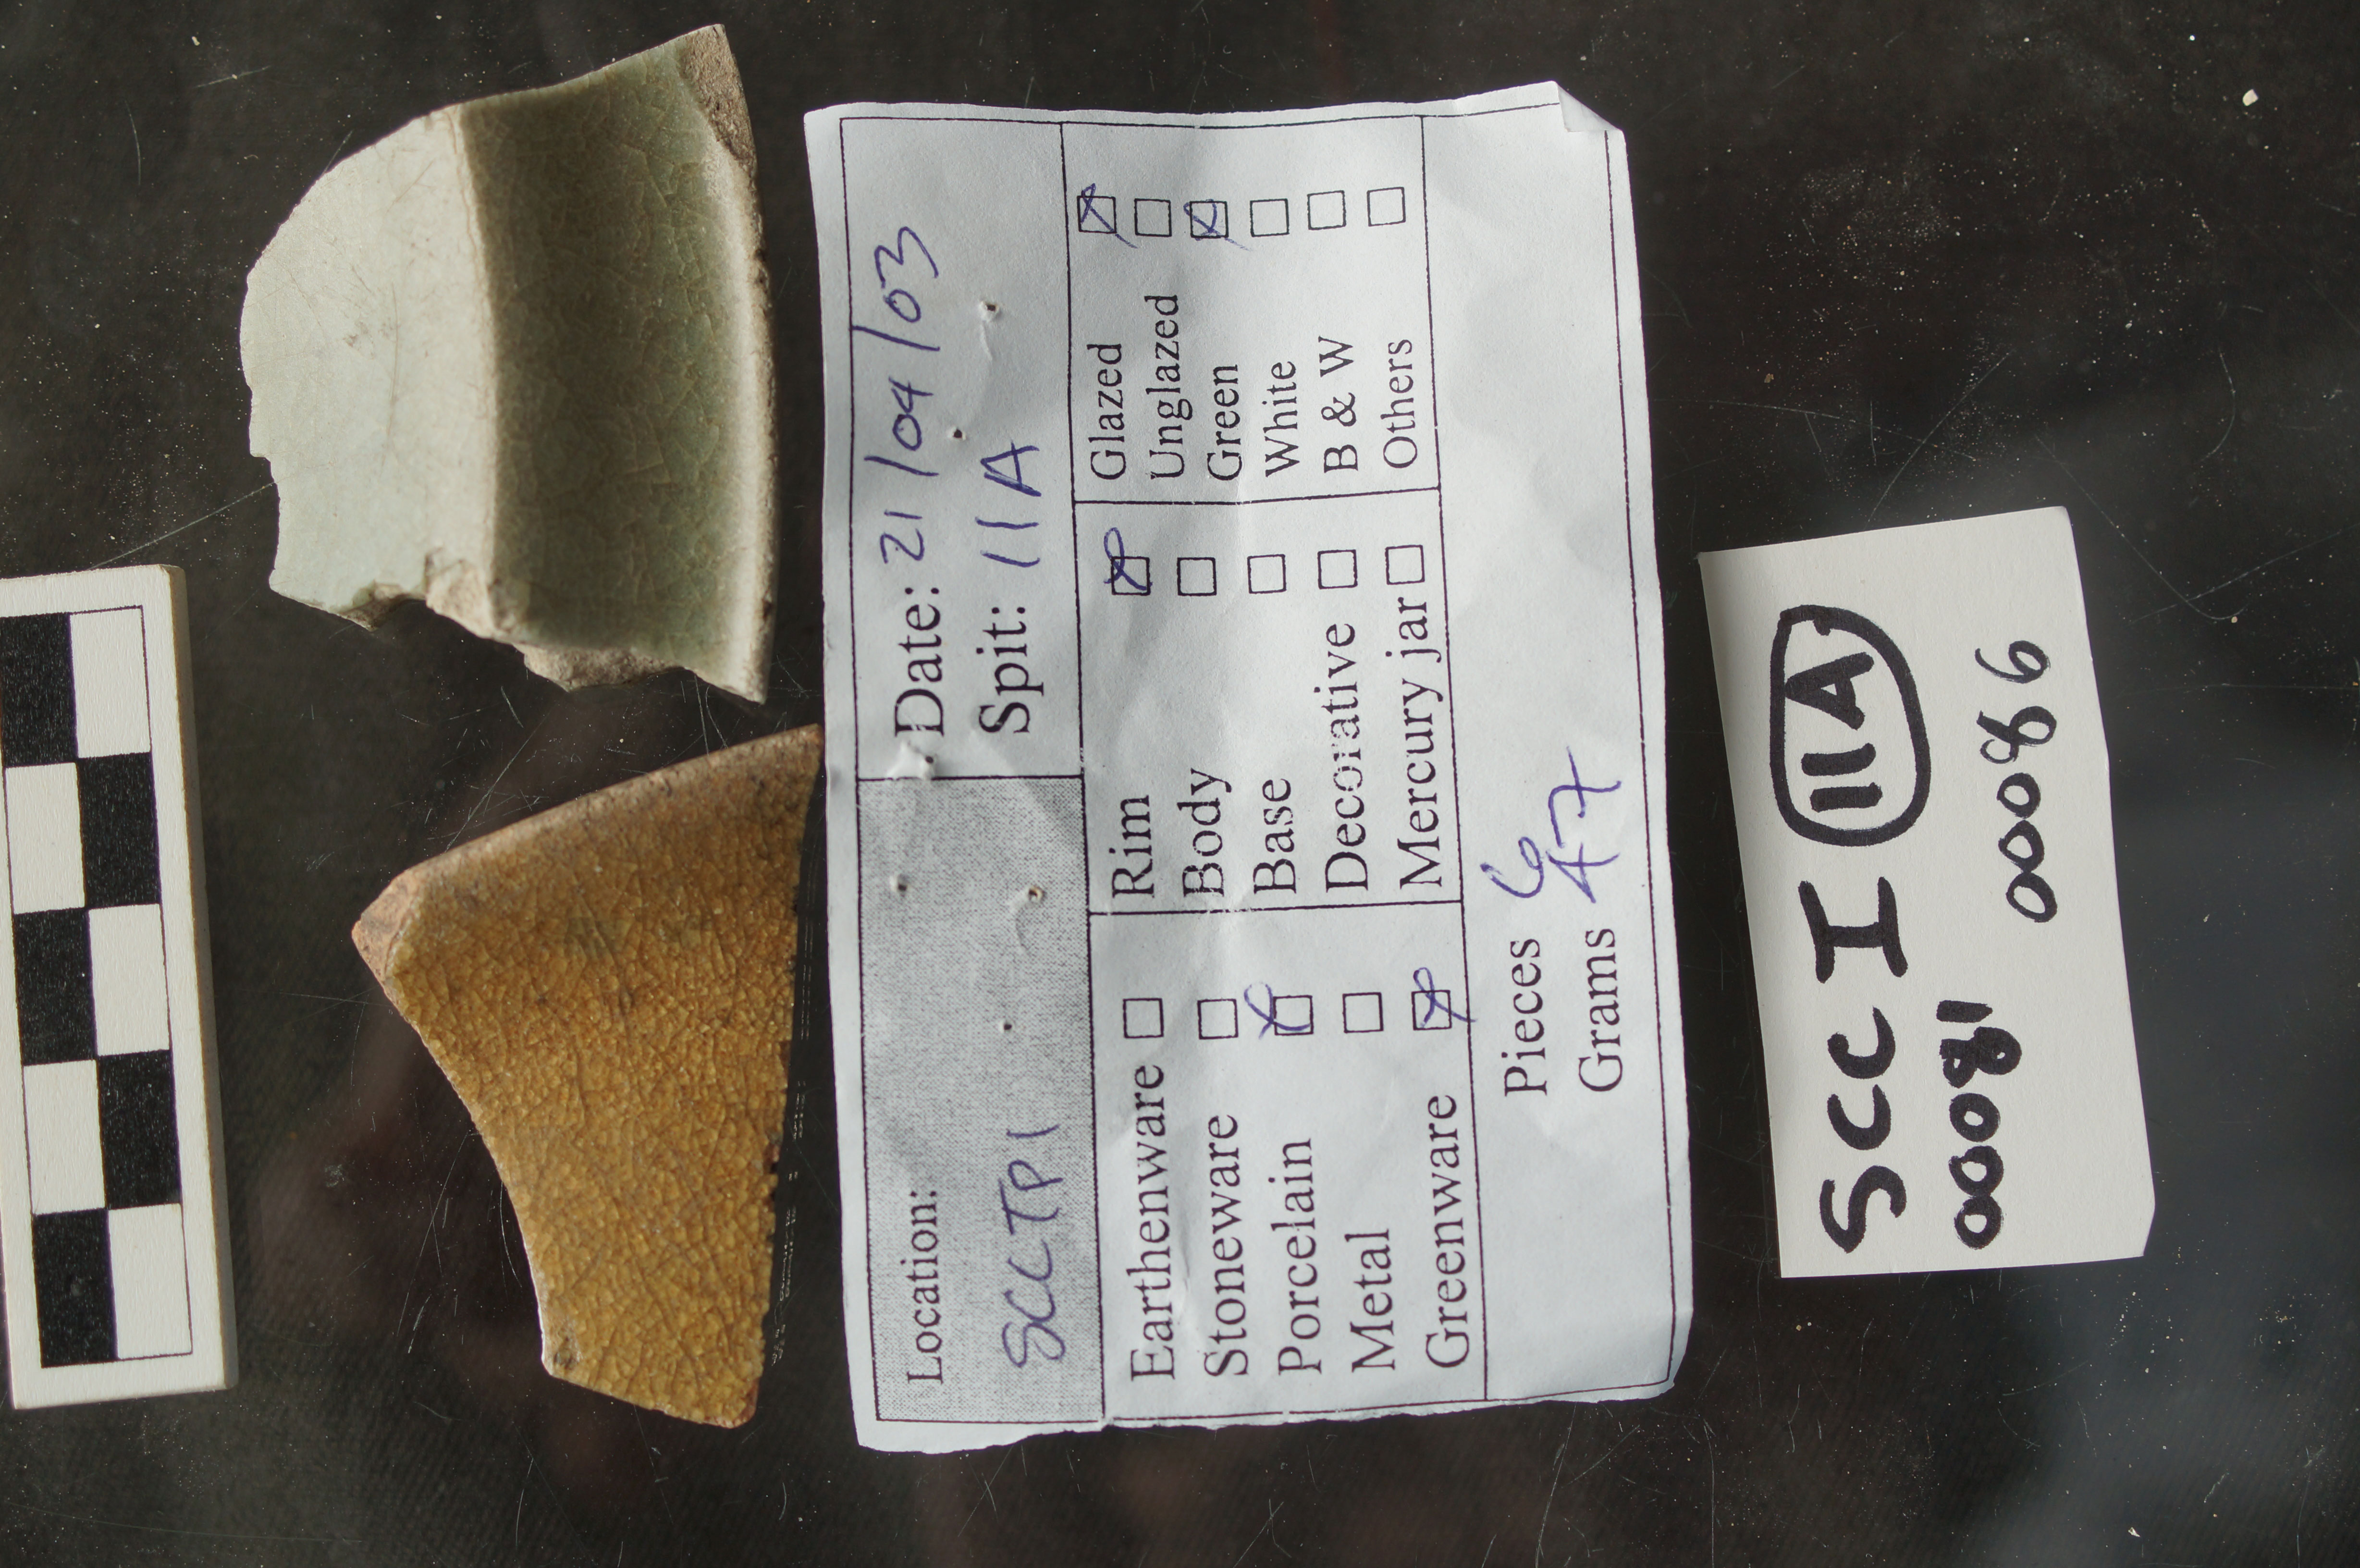 Location:
SCCTP1
Date: 21/04/03
Spit: 11A
Earthenware
Stoneware
Porcelain
Metal
Greenware
Rim
Body
Base
Decorative
Mercury jar
Glazed
Unglazed
Green
White
B & W
Others
Pieces 6
Grams 47
SCC I 11A
00081 00086